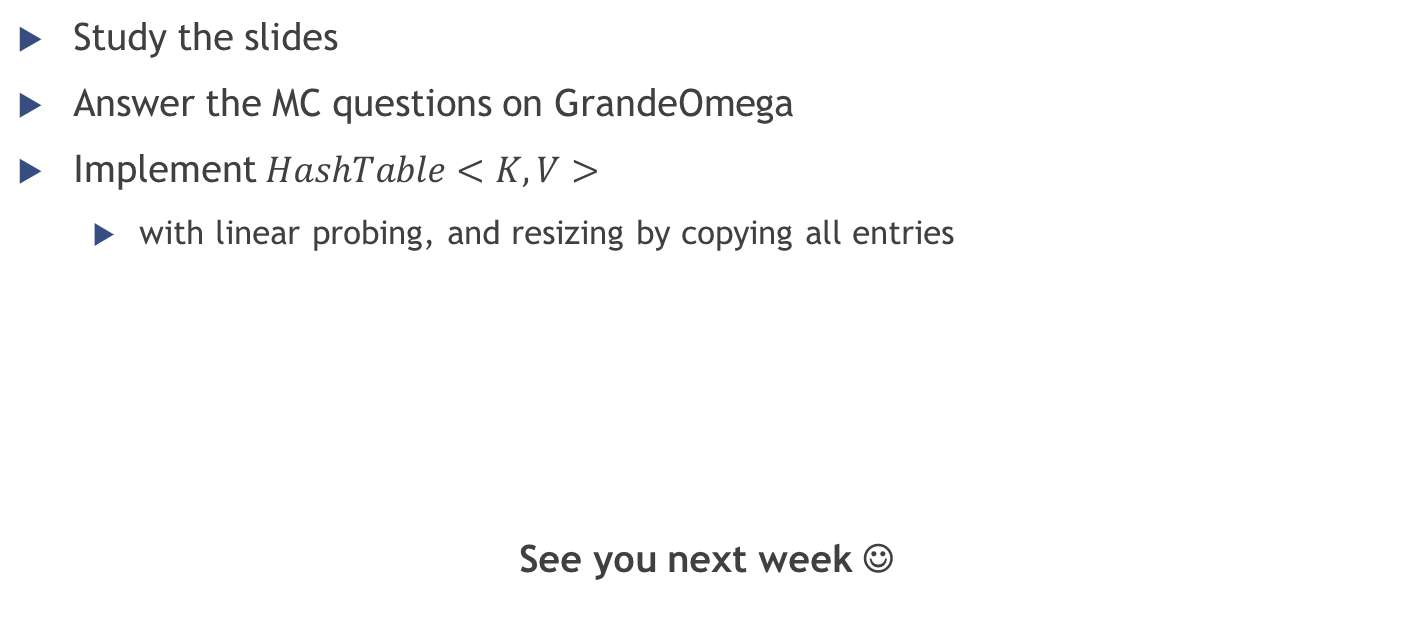 Study the slides
Answer the MC questions on GrandeOmega
Implement HashTable < K, V >
with linear probing, and resizing by copying all entries
See you next week ☺